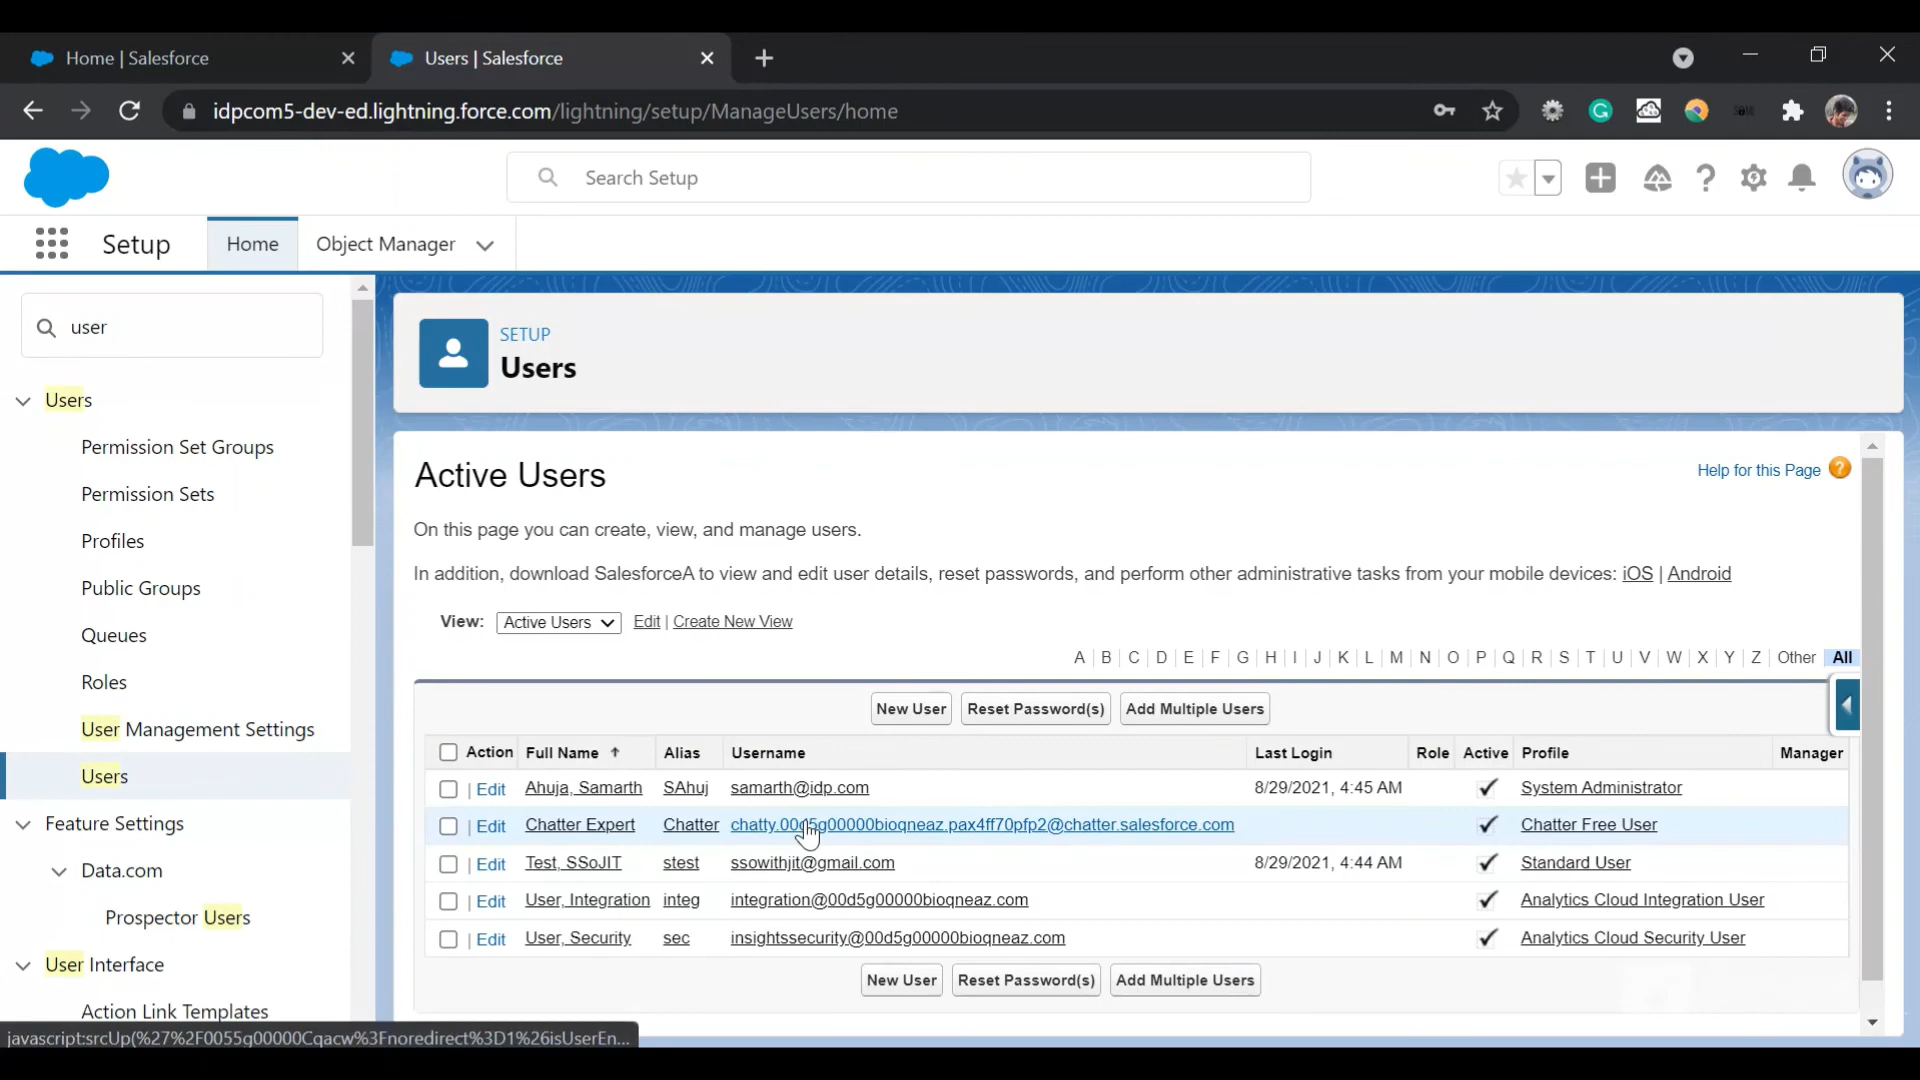 Home | Salesforce
Users | Salesforce
idpcom5-dev-ed.lightning.force.com/lightning/setup/ManageUsers/home
Search Setup
Setup
Home
Object Manager
user
Users
Permission Set Groups
Permission Sets
Profiles
Public Groups
Queues
Roles
User Management Settings
Users
Feature Settings
Data.com
Prospector Users
User Interface
Action Link Templates
javascript:srcUp(%27%2F0055g00000Cqacw%3Fnoredirect%3D1%26isUserEn...
SETUP
Users
Active Users
Help for this Page ?
On this page you can create, view, and manage users.
In addition, download SalesforceA to view and edit user details, reset passwords, and perform other administrative tasks from your mobile devices: iOS | Android
View: Active Users Edit | Create New View
A | B | C | D | E | F | G | H | I | J | K | L | M | N | O | P | Q | R | S | T | U | V | W | X | Y | Z | Other All
New User Reset Password(s) Add Multiple Users
Action Full Name Alias Username Last Login Role Active Profile Manager
| Edit Ahuja, Samarth SAhuj samarth@idp.com 8/29/2021, 4:45 AM System Administrator
| Edit Chatter Expert Chatter chatty.00d5g00000bioqneaz.pax4ff70pfp2@chatter.salesforce.com Chatter Free User
| Edit Test, SSoJIT stest ssowithjit@gmail.com 8/29/2021, 4:44 AM Standard User
| Edit User, Integration integ integration@00d5g00000bioqneaz.com Analytics Cloud Integration User
| Edit User, Security sec insightssecurity@00d5g00000bioqneaz.com Analytics Cloud Security User
New User Reset Password(s) Add Multiple Users